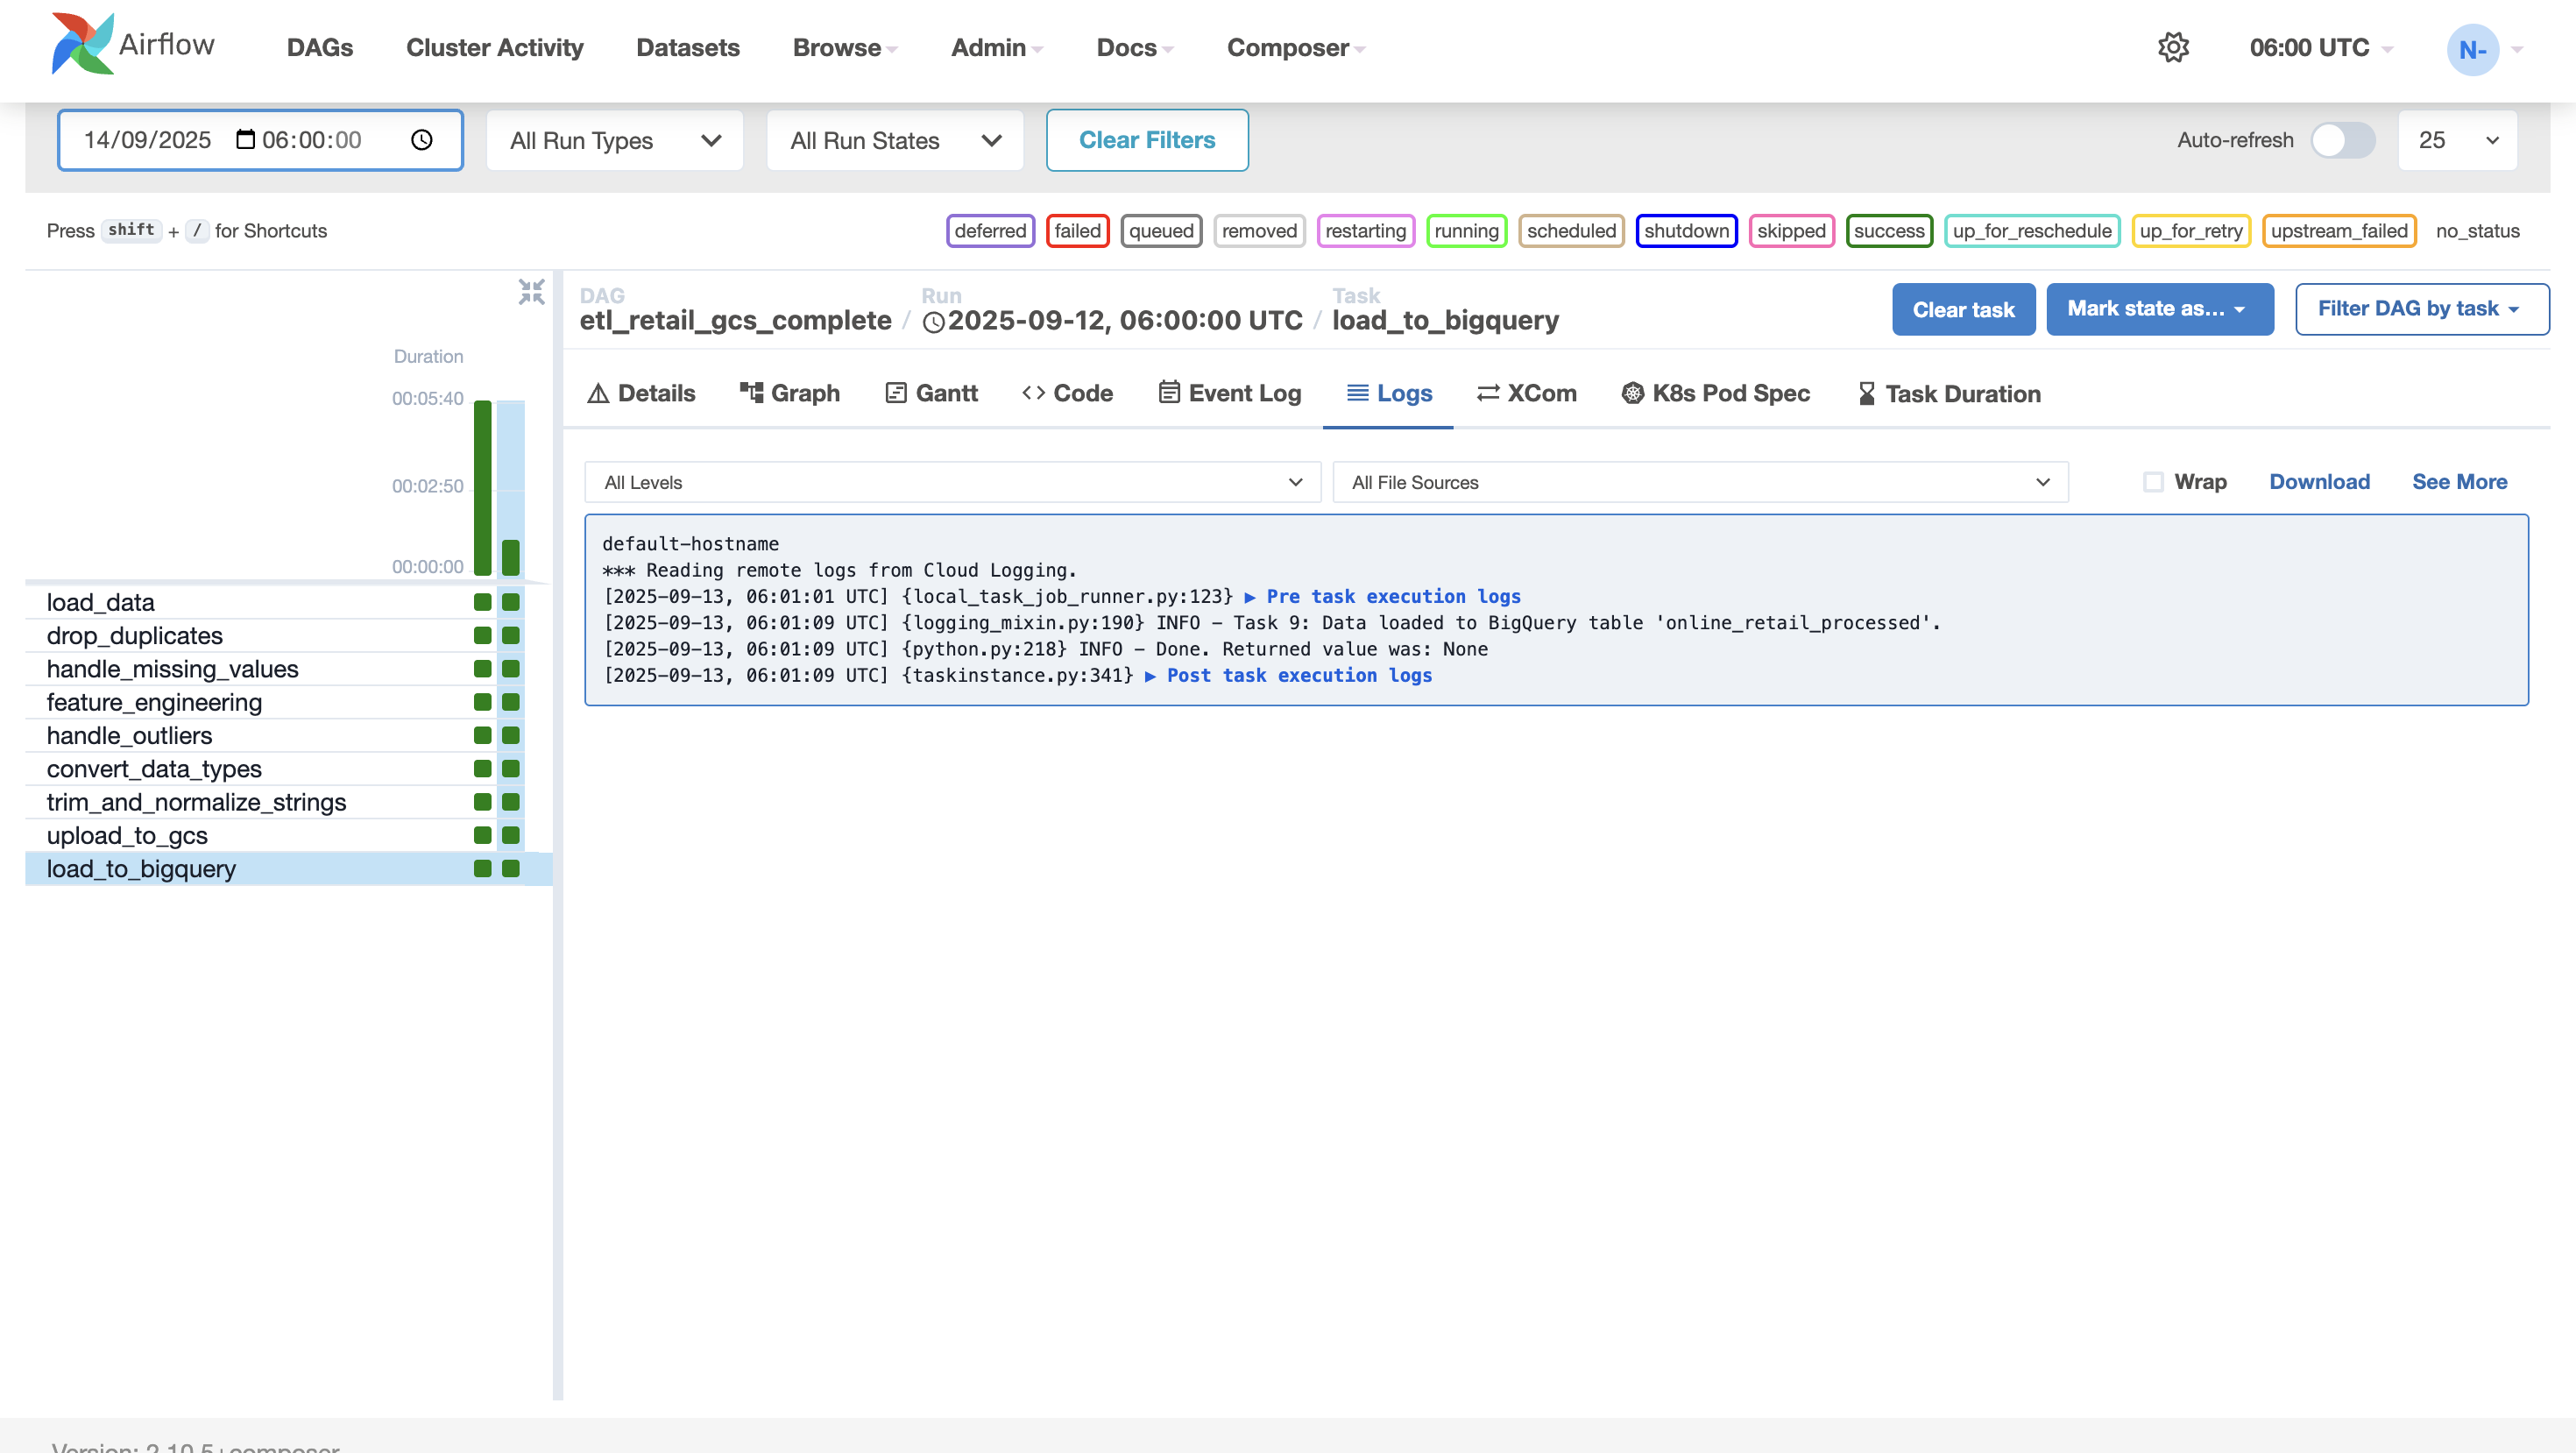 Airflow DAGs Cluster Activity Datasets Browse Admin Docs Composer 06:00 UTC N-
14/09/2025 06:00:00 All Run Types All Run States Clear Filters Auto-refresh 25
Press shift + / for Shortcuts deferred failed queued removed restarting running scheduled shutdown skipped success up_for_reschedule up_for_retry upstream_failed no_status
DAG Run Task
etl_retail_gcs_complete / 2025-09-12, 06:00:00 UTC / load_to_bigquery Clear task Mark state as... Filter DAG by task
Duration
00:05:40
00:02:50
00:00:00
load_data
drop_duplicates
handle_missing_values
feature_engineering
handle_outliers
convert_data_types
trim_and_normalize_strings
upload_to_gcs
load_to_bigquery
Details Graph Gantt Code Event Log Logs XCom K8s Pod Spec Task Duration
All Levels All File Sources Wrap Download See More
default-hostname
*** Reading remote logs from Cloud Logging.
[2025-09-13, 06:01:01 UTC] {local_task_job_runner.py:123} ▶ Pre task execution logs
[2025-09-13, 06:01:09 UTC] {logging_mixin.py:190} INFO - Task 9: Data loaded to BigQuery table 'online_retail_processed'.
[2025-09-13, 06:01:09 UTC] {python.py:218} INFO - Done. Returned value was: None
[2025-09-13, 06:01:09 UTC] {taskinstance.py:341} ▶ Post task execution logs
Version: 2.10.5+composer